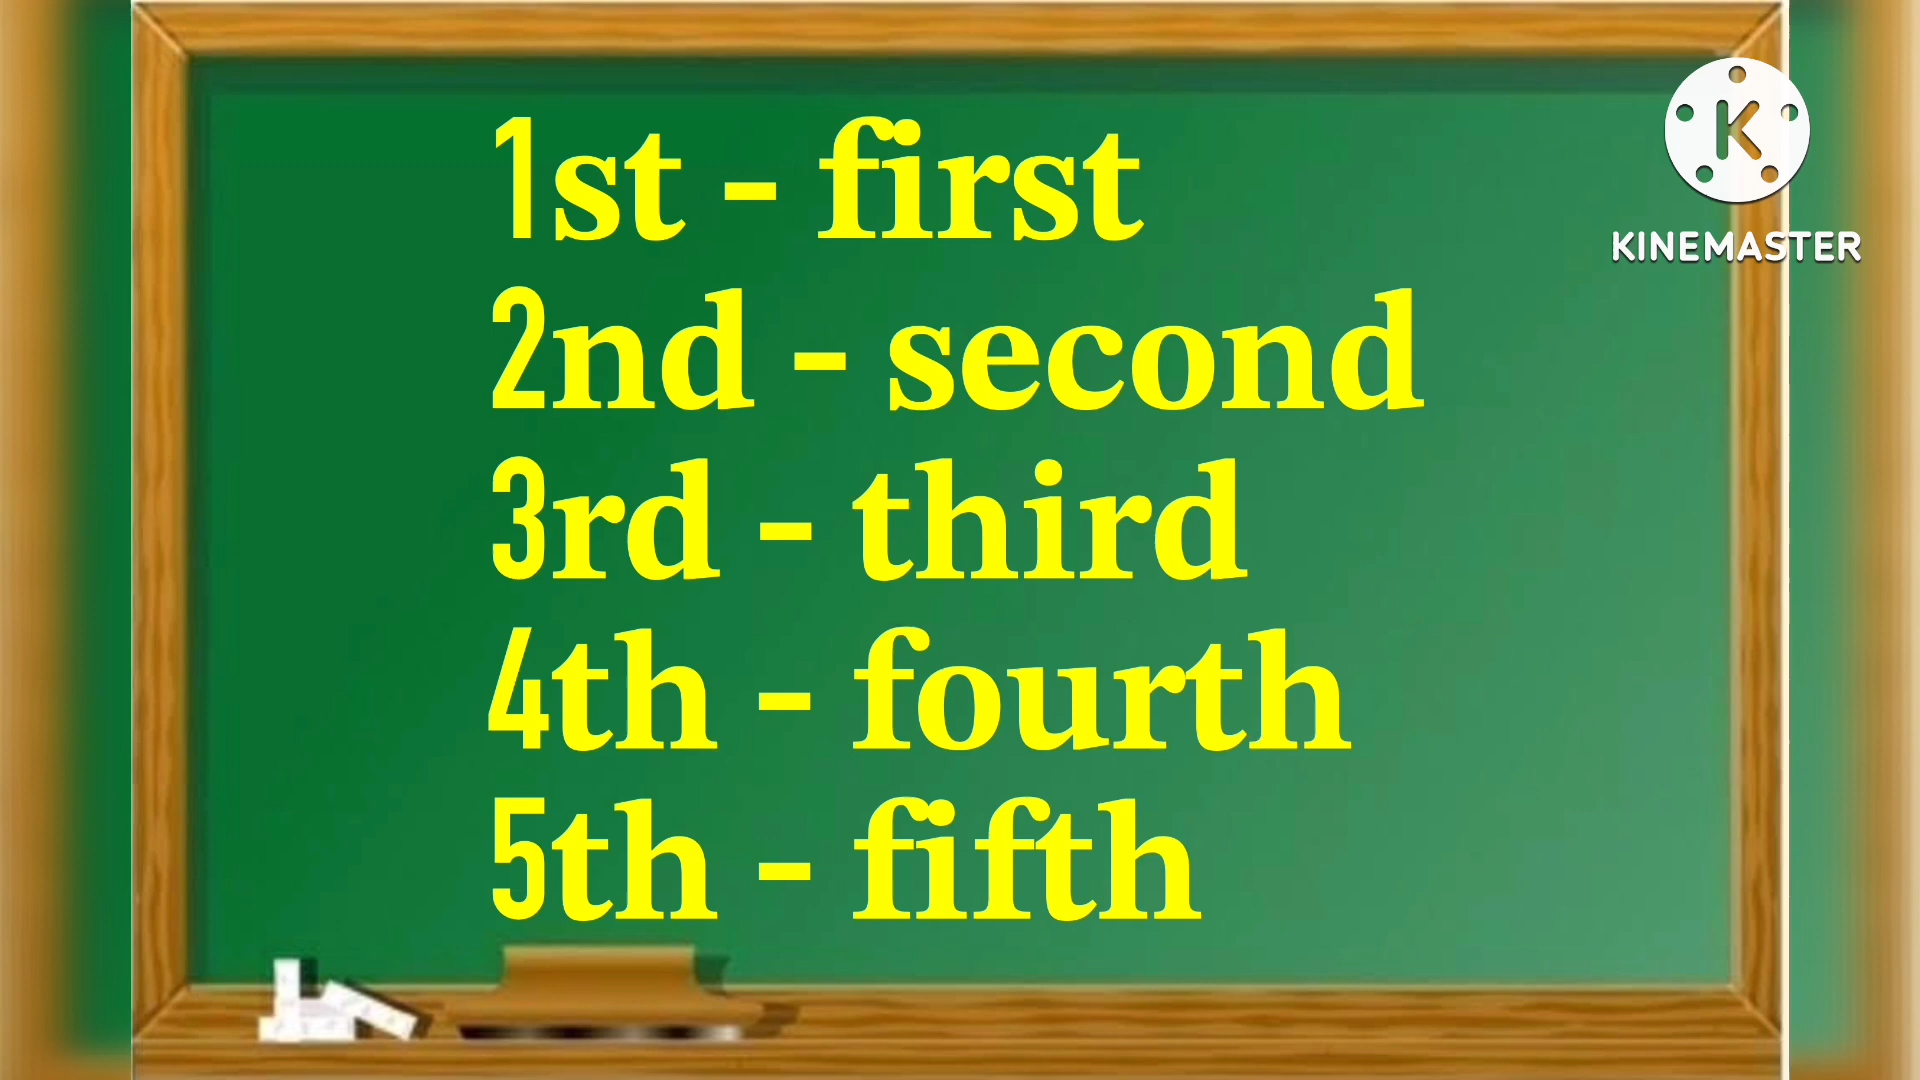 1st - first
2nd - second
3rd - third
4th - fourth
5th - fifth
K
KINEMASTER